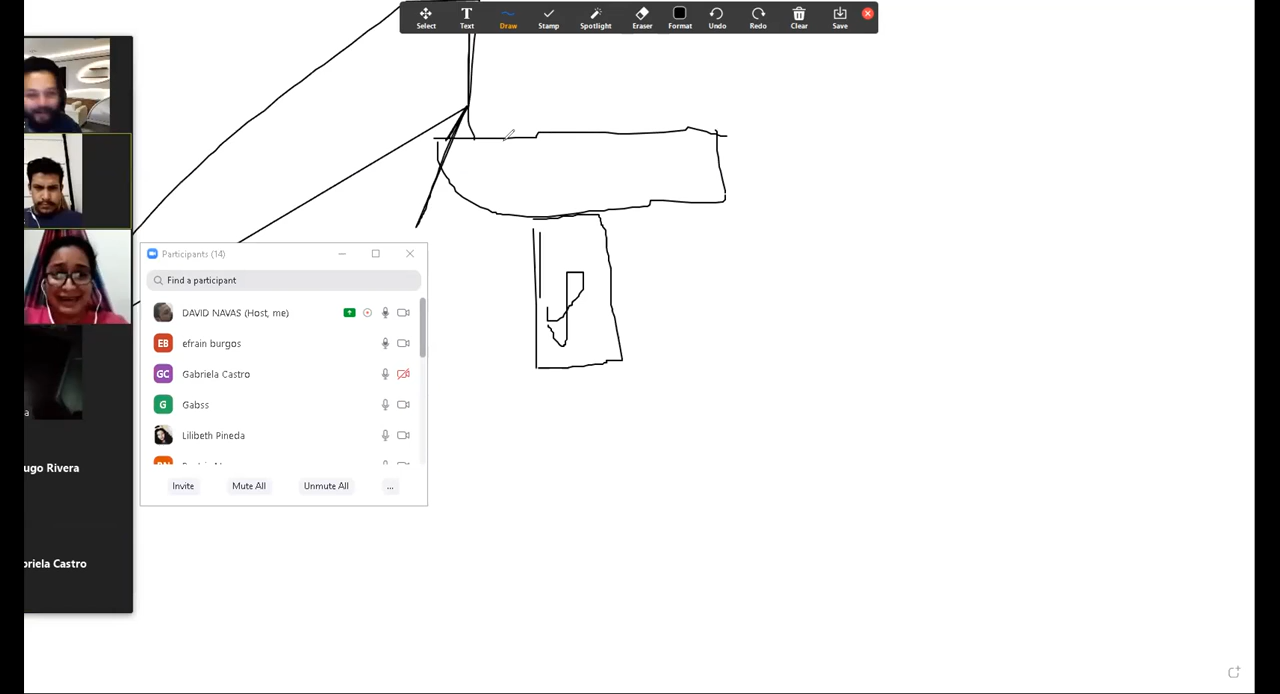 Select Text Draw Stamp Spotlight Eraser Format Undo Redo Clear Save
Participants (14)
Find a participant
DAVID NAVAS (Host, me)
EB efrain burgos
GC Gabriela Castro
G Gabss
Lilibeth Pineda
Invite Mute All Unmute All ...
a
ugo Rivera
briela Castro